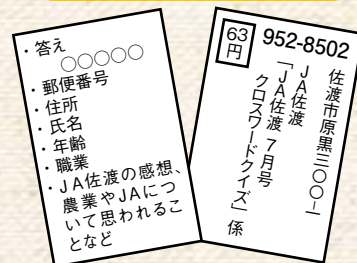 ・答え
○○○○○
・郵便番号
・住所
・氏名
・年齢
・職業
・JA佐渡の感想、
農業やJAにつ
いて思われるこ
となど
63
円
952-8502
佐渡市原黒三〇〇−一
JA佐渡
「JA佐渡 7月号
クロスワードクイズ」係